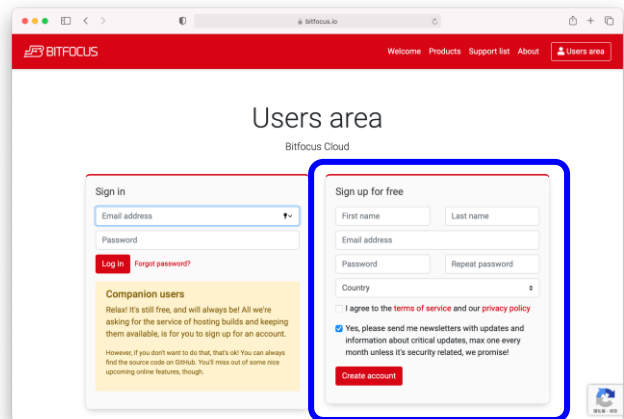 bitfocus.io
BITFOCUS
Welcome Products Support list About Users area
Users area
Bitfocus Cloud
Sign in
Email address
Password
Log in Forgot password?
Companion users
Relax! It's still free, and will always be! All we're
asking for the service of hosting builds and keeping
them available, is for you to sign up for an account.
However, if you don't want to do that, that's ok! You can always
find the source code on GitHub. You'll miss out of some nice
upcoming online features, though.
Sign up for free
First name Last name
Email address
Password Repeat password
Country
I agree to the terms of service and our privacy policy
Yes, please send me newsletters with updates and
information about critical updates, max one every
month unless it's security related, we promise!
Create account